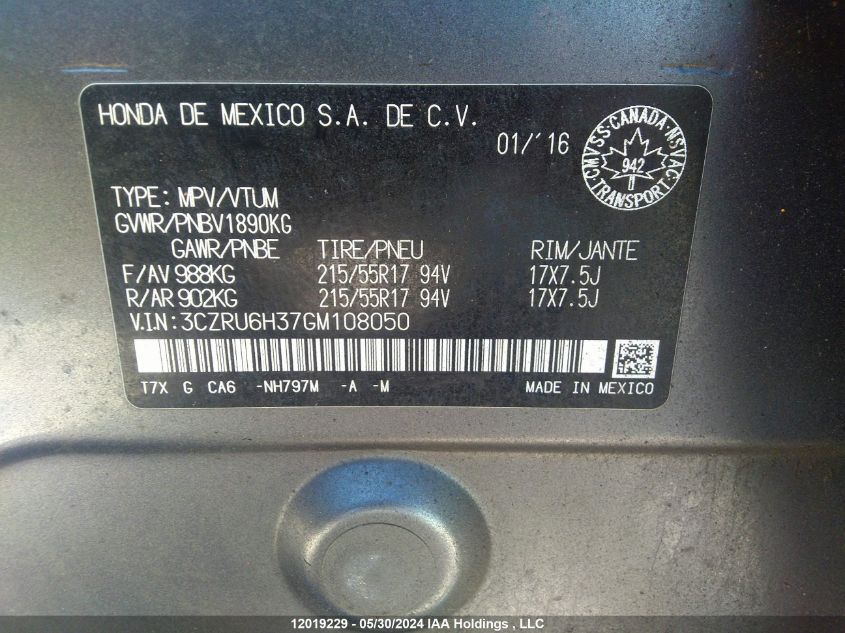 HONDA DE MEXICO S.A. DE C.V.
01/'16
CMVSS·CANADA·NSVAC·TRANSPORT
942
TYPE: MPV/VTUM
GVWR/PNBV1890KG
GAWR/PNBE TIRE/PNEU RIM/JANTE
F/AV 988KG 215/55R17 94V 17X7.5J
R/AR 902KG 215/55R17 94V 17X7.5J
V.I.N: 3CZRU6H37GM108050
T7X G CA6 -NH797M -A -M MADE IN MEXICO
12019229 - 05/30/2024 IAA Holdings , LLC